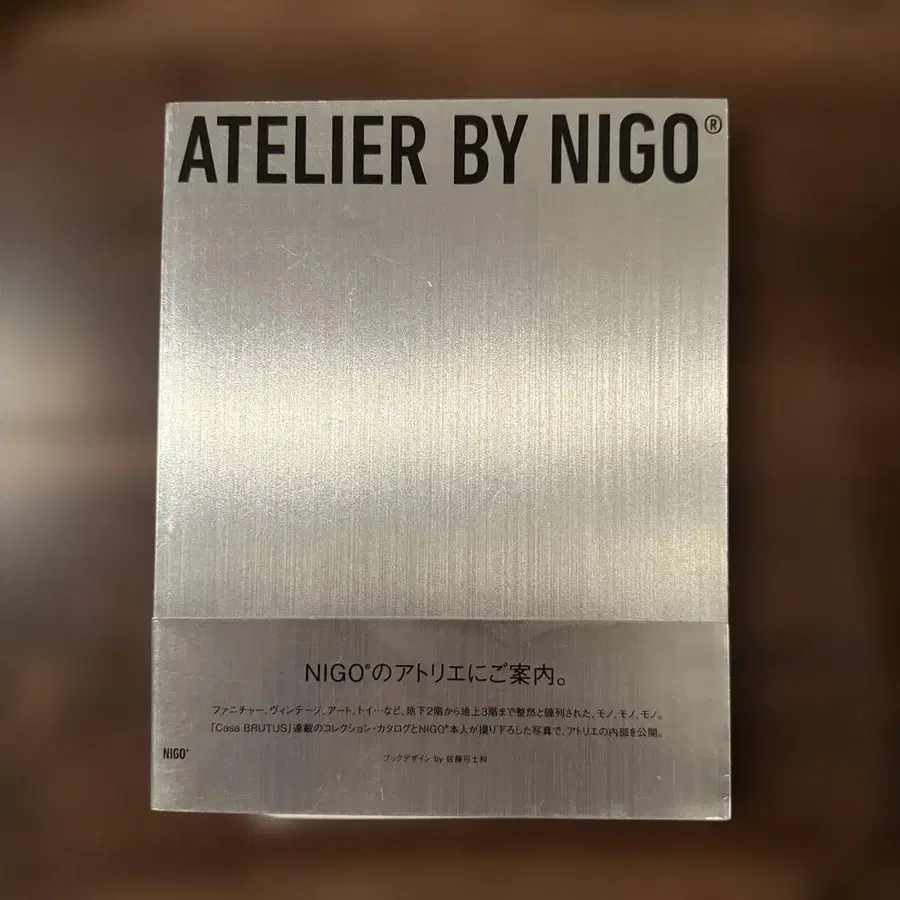 ATELIER BY NIGO®
NIGO®のアトリエにご案内。
ファニチャー、ヴィンテージ、アート、トイ…など、地下2階から地上3階まで整然と陳列された、モノ、モノ、モノ。
「Casa BRUTUS」連載のコレクション・カタログとNIGO®本人が撮り下ろした写真で、アトリエの内部を公開。
NIGO®
ブックデザイン by 佐藤可士和